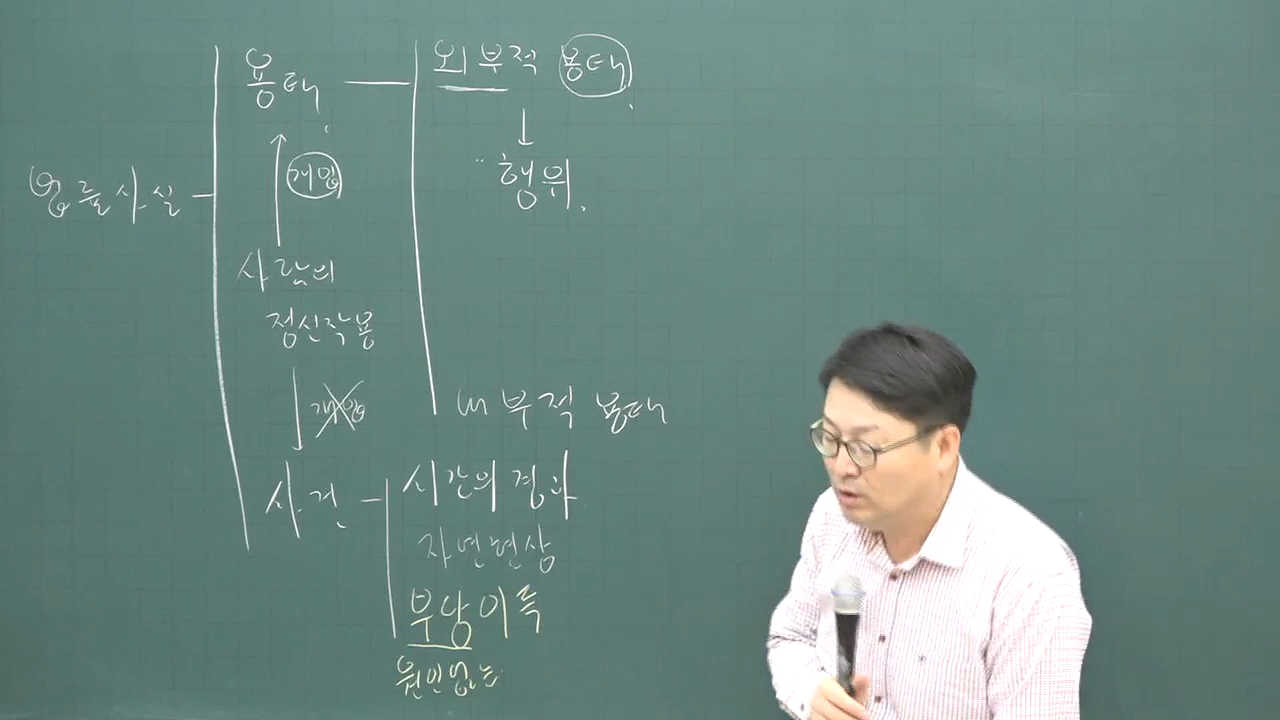 용태 — 외부적 용태
↓
행위
개입
법률사실
사람의
정신작용
개입
내부적 용태
사건 — 시간의 경과
자연현상
부당이득
원인없는